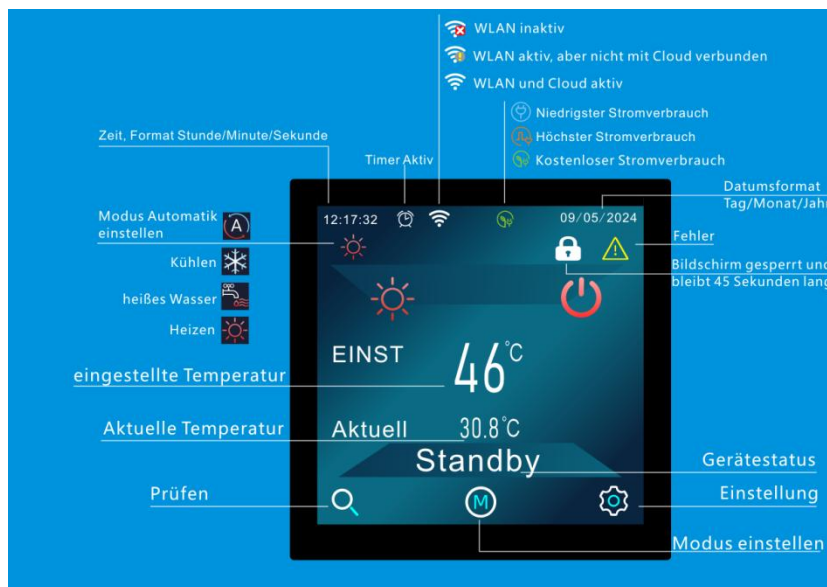 WLAN inaktiv
WLAN aktiv, aber nicht mit Cloud verbunden
WLAN und Cloud aktiv
Niedrigster Stromverbrauch
Höchster Stromverbrauch
Kostenloser Stromverbrauch
Zeit, Format Stunde/Minute/Sekunde
Timer Aktiv
Datumsformat
Tag/Monat/Jahr
12:17:32
09/05/2024
Modus Automatik
einstellen
A
Kühlen
heißes Wasser
Heizen
Fehler
Bildschirm gesperrt und
bleibt 45 Sekunden lang
EINST
46°C
eingestellte Temperatur
Aktuelle Temperatur
Aktuell
30.8°C
Standby
Gerätestatus
Prüfen
M
Einstellung
Modus einstellen